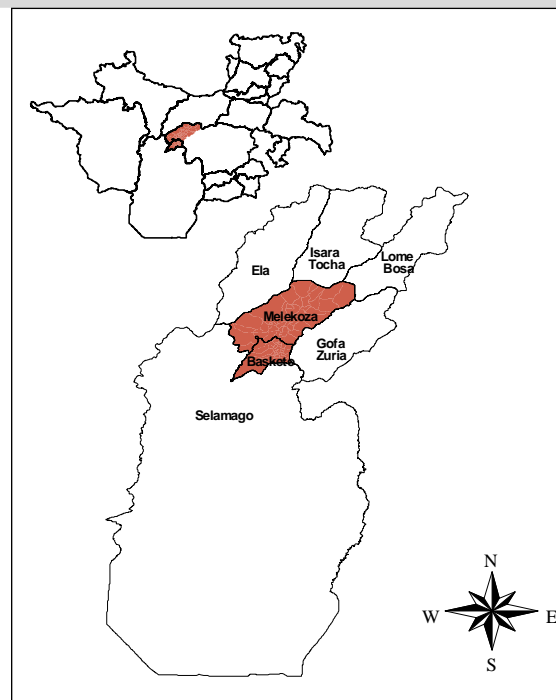 Isara
Tocha
Lome
Bosa
Ela
Melekoza
Gofa
Zuria
Basketo
Selamago
N
W
E
S